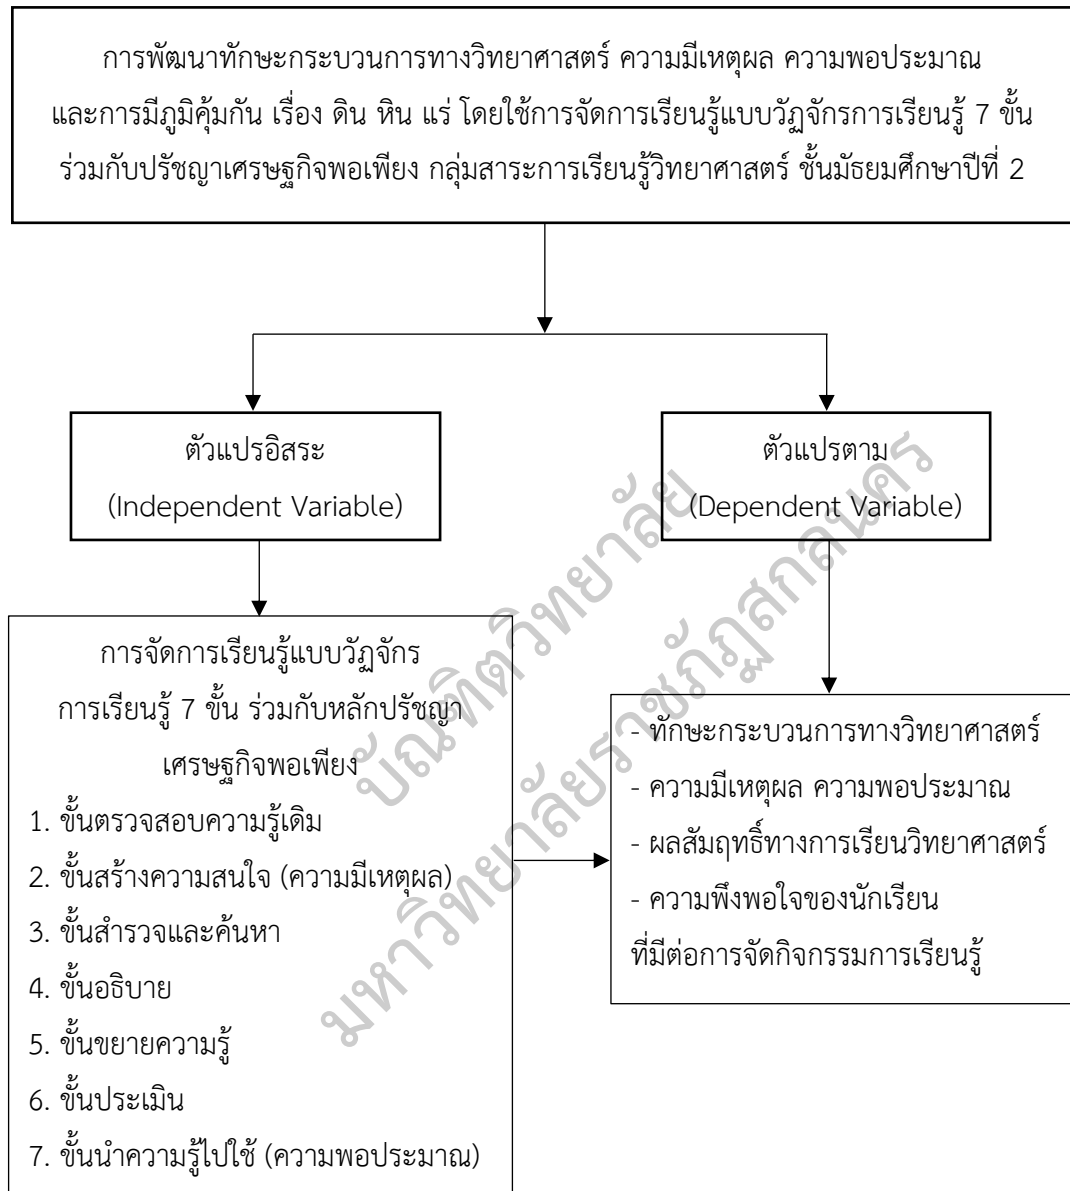 การพัฒนาทักษะกระบวนการทางวิทยาศาสตร์ ความมีเหตุผล ความพอประมาณ
และการมีภูมิคุ้มกัน เรื่อง ดิน หิน แร่ โดยใช้การจัดการเรียนรู้แบบวัฏจักรการเรียนรู้ 7 ขั้น
ร่วมกับปรัชญาเศรษฐกิจพอเพียง กลุ่มสาระการเรียนรู้วิทยาศาสตร์ ชั้นมัธยมศึกษาปีที่ 2
ตัวแปรอิสระ
(Independent Variable)
ตัวแปรตาม
(Dependent Variable)
การจัดการเรียนรู้แบบวัฏจักร
การเรียนรู้ 7 ขั้น ร่วมกับหลักปรัชญา
เศรษฐกิจพอเพียง
1. ขั้นตรวจสอบความรู้เดิม
2. ขั้นสร้างความสนใจ (ความมีเหตุผล)
3. ขั้นสำรวจและค้นหา
4. ขั้นอธิบาย
5. ขั้นขยายความรู้
6. ขั้นประเมิน
7. ขั้นนำความรู้ไปใช้ (ความพอประมาณ)
- ทักษะกระบวนการทางวิทยาศาสตร์
- ความมีเหตุผล ความพอประมาณ
- ผลสัมฤทธิ์ทางการเรียนวิทยาศาสตร์
- ความพึงพอใจของนักเรียน
ที่มีต่อการจัดกิจกรรมการเรียนรู้
บัณฑิตวิทยาลัย
มหาวิทยาลัยราชภัฏสกลนคร